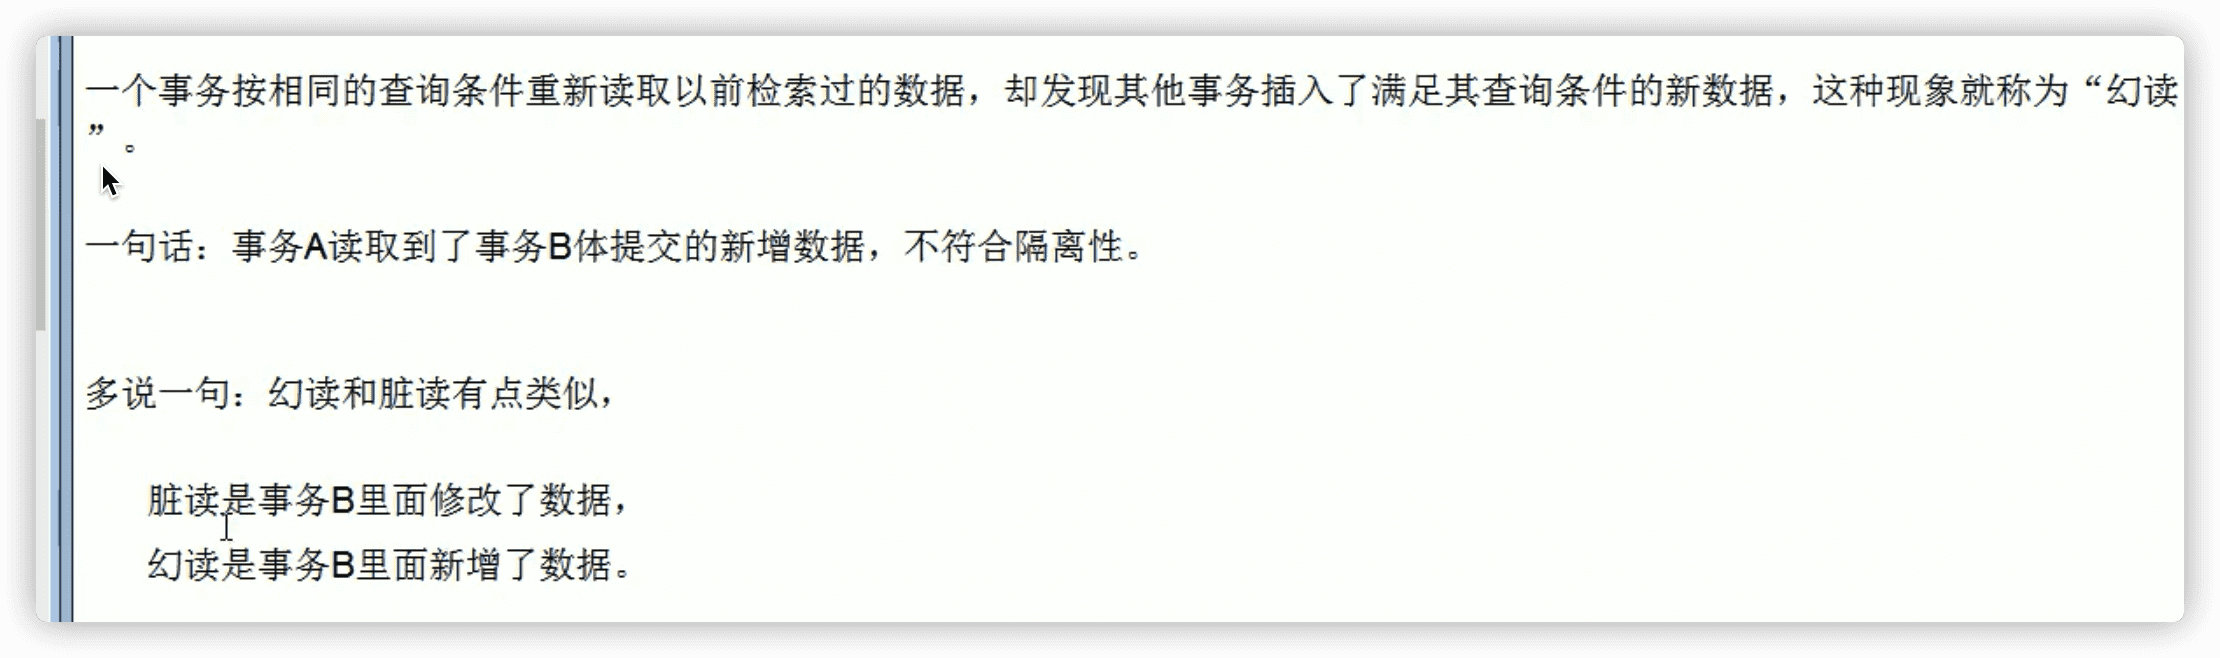 一个事务按相同的查询条件重新读取以前检索过的数据，却发现其他事务插入了满足其查询条件的新数据，这种现象就称为“幻读
”。
一句话：事务A读取到了事务B体提交的新增数据，不符合隔离性。
多说一句：幻读和脏读有点类似，
脏读是事务B里面修改了数据，
幻读是事务B里面新增了数据。